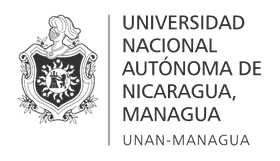 UNIVERSIDAD
NACIONAL
AUTÓNOMA DE
NICARAGUA,
MANAGUA
UNAN-MANAGUA